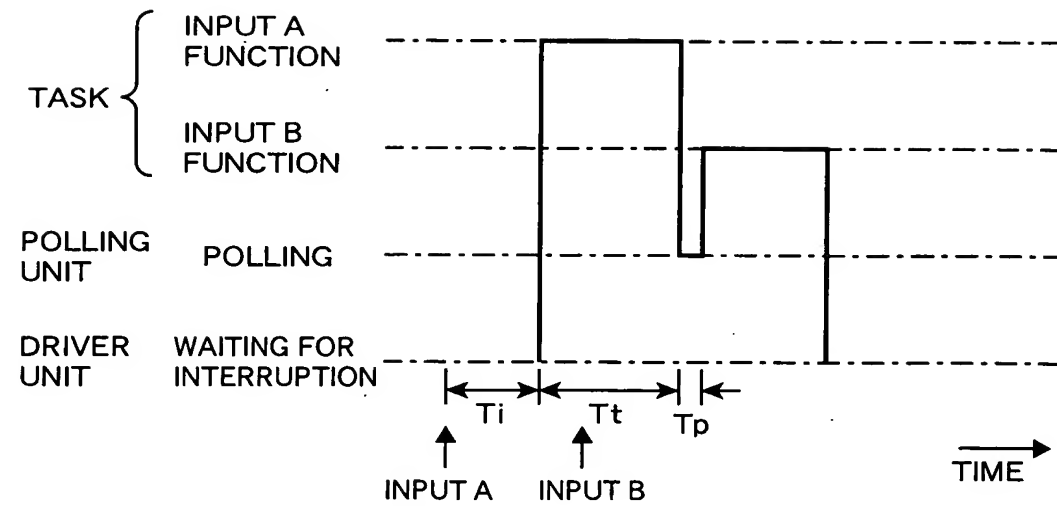 INPUT A
FUNCTION
TASK
INPUT B
FUNCTION
POLLING
UNIT
POLLING
DRIVER
UNIT
WAITING FOR
INTERRUPTION
Ti
Tt
Tp
INPUT A
INPUT B
TIME